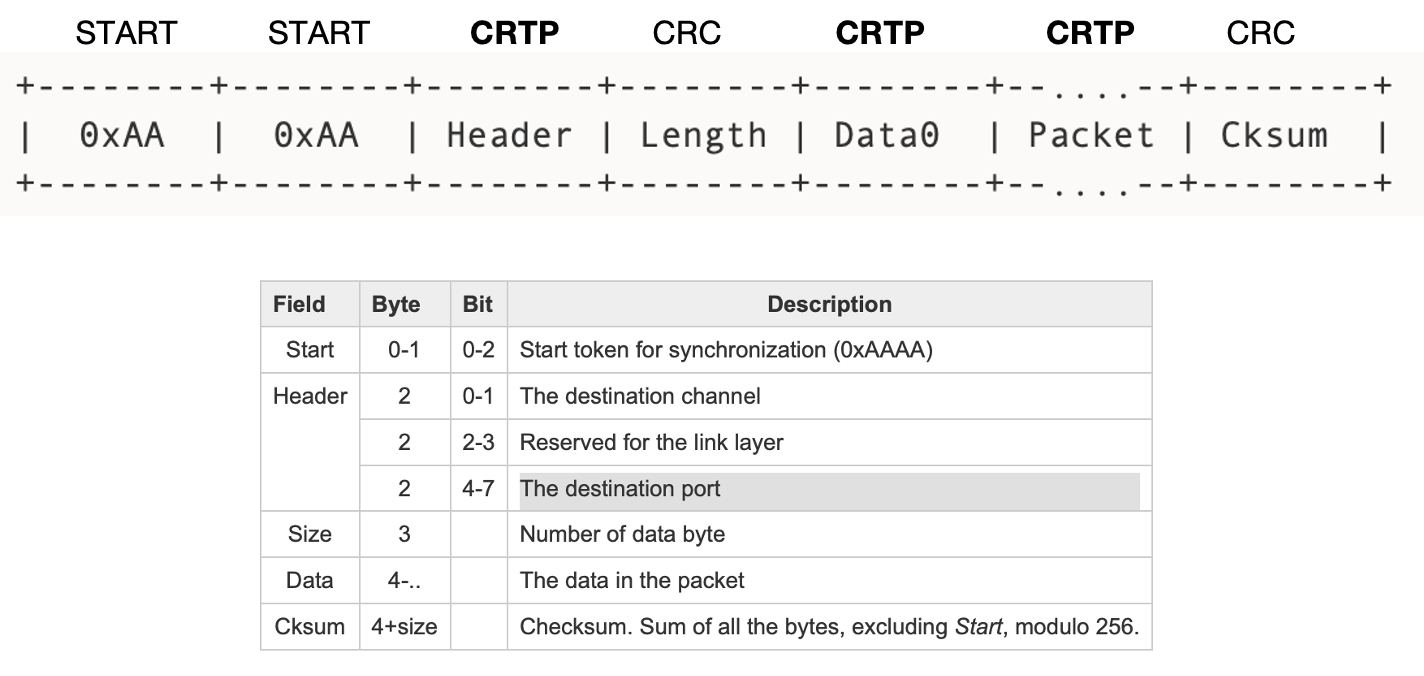 START START CRTP CRC CRTP CRTP CRC
+--------+--------+--------+--------+--------+--....--+--------+
| 0xAA | 0xAA | Header | Length | Data0 | Packet | Cksum |
+--------+--------+--------+--------+--------+--....--+--------+
Field Byte Bit Description
Start 0-1 0-2 Start token for synchronization (0xAAAA)
Header 2 0-1 The destination channel
2 2-3 Reserved for the link layer
2 4-7 The destination port
Size 3 Number of data byte
Data 4-.. The data in the packet
Cksum 4+size Checksum. Sum of all the bytes, excluding Start, modulo 256.